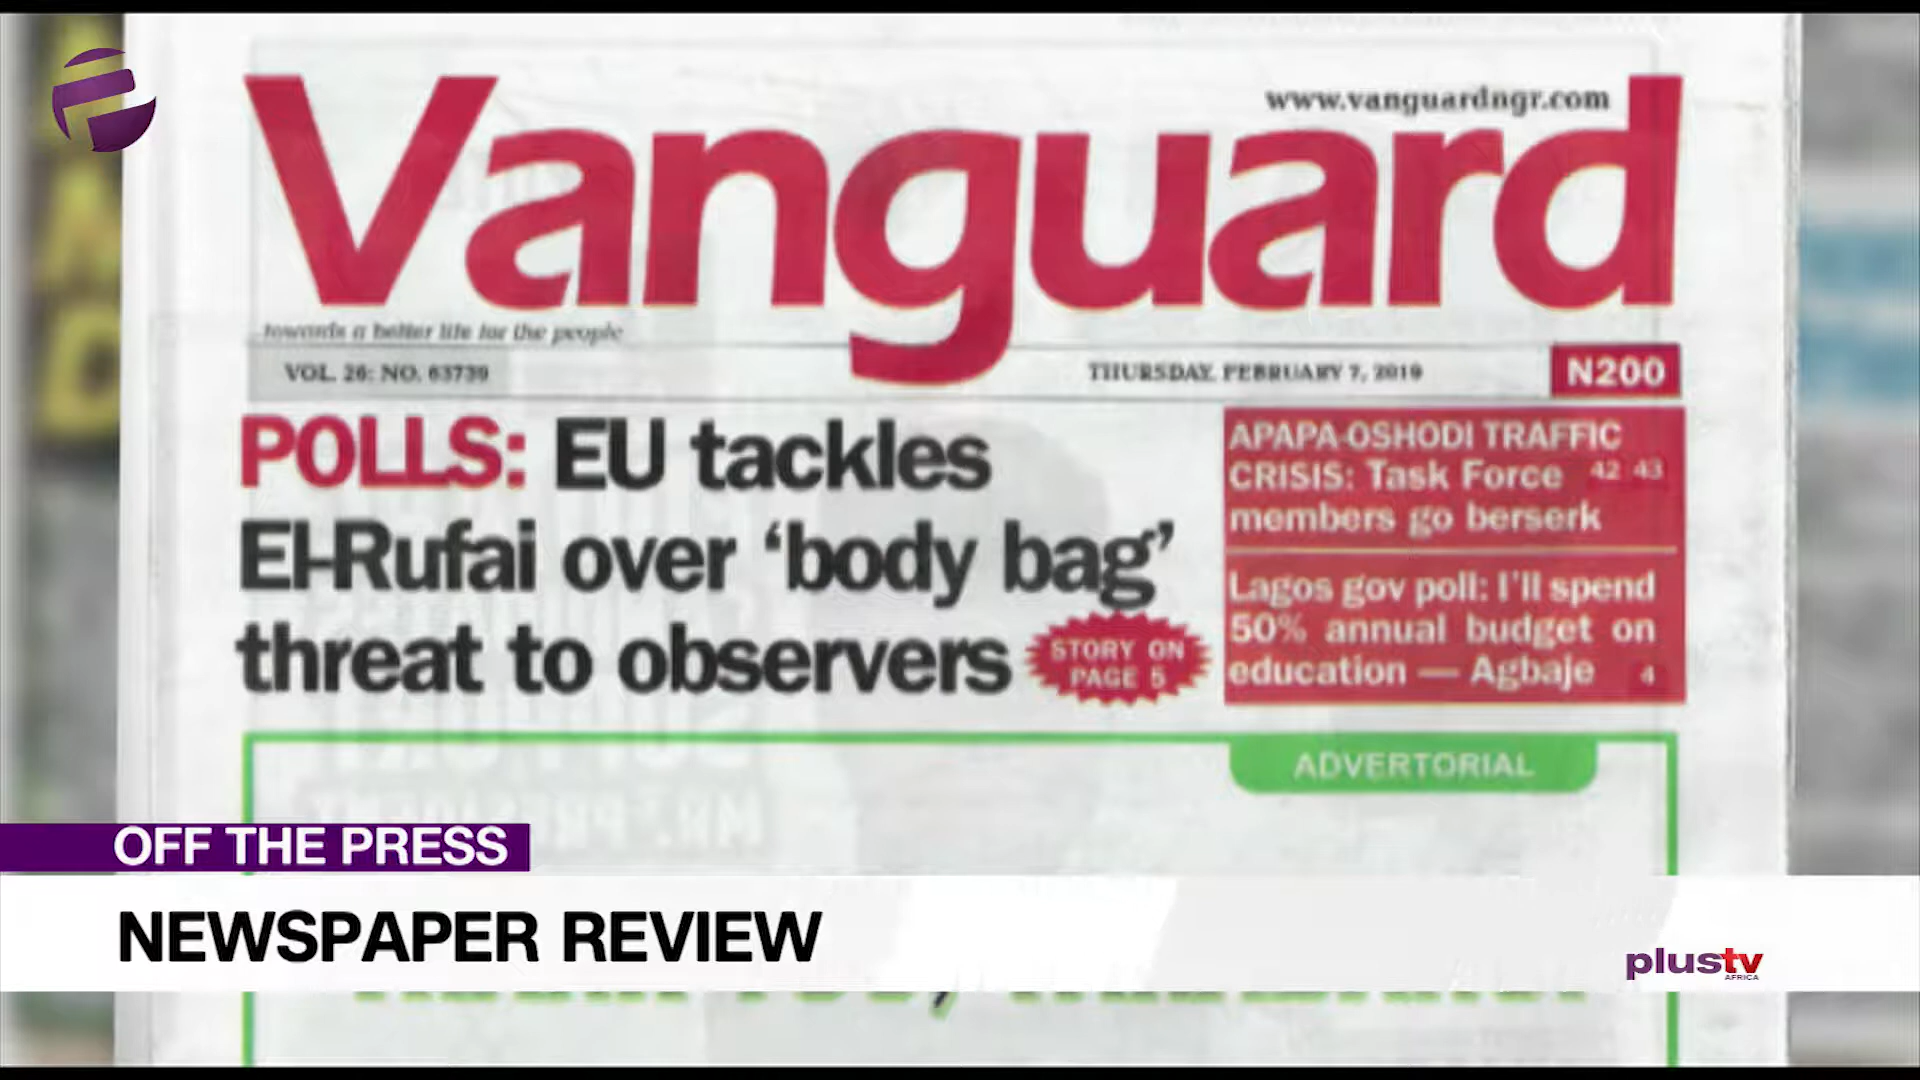 www.vanguardngr.com
Vanguard
towards a better life for the people
VOL. 26: NO. 63739
THURSDAY, FEBRUARY 7, 2019
N200
POLLS: EU tackles
El-Rufai over ‘body bag’
threat to observers
STORY ON
PAGE 5
APAPA-OSHODI TRAFFIC
CRISIS: Task Force 42 43
members go berserk
Lagos gov poll: I’ll spend
50% annual budget on
education — Agbaje 4
ADVERTORIAL
OFF THE PRESS
NEWSPAPER REVIEW
plustv
AFRICA